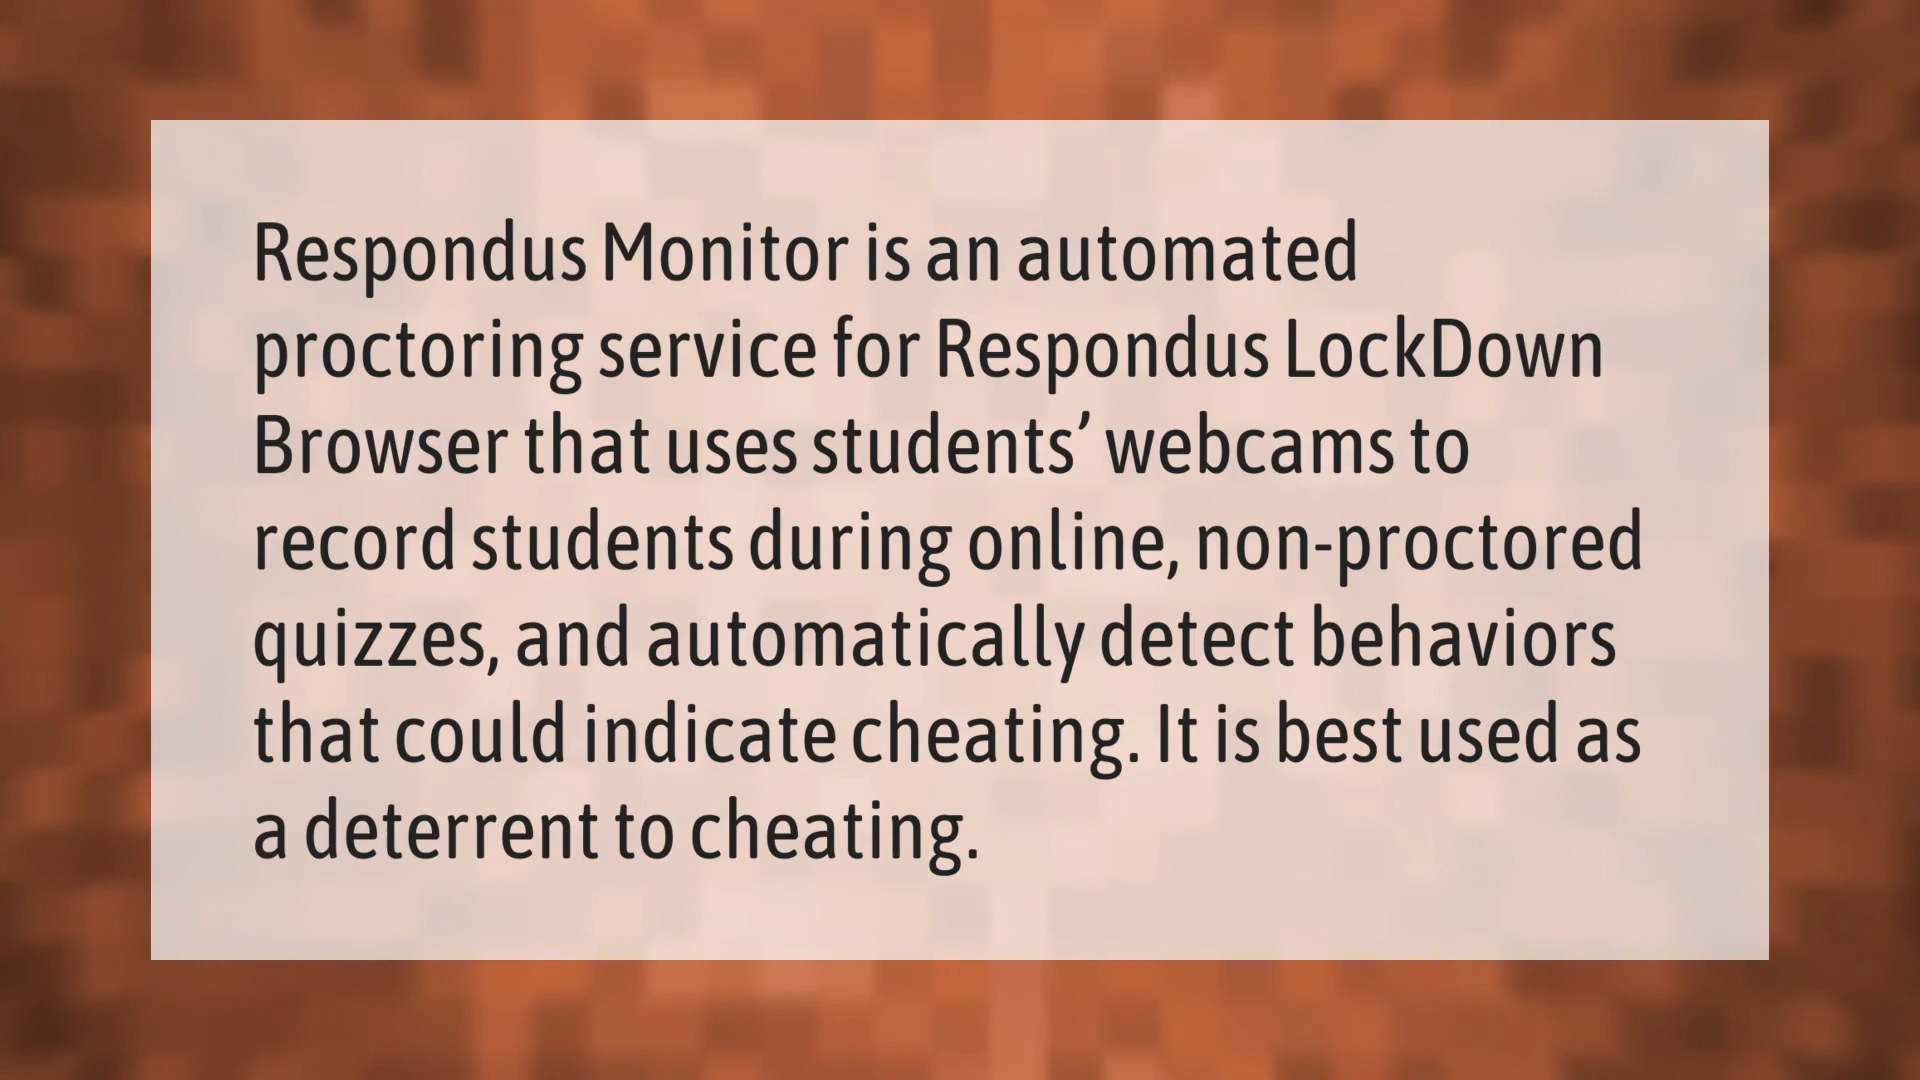 Respondus Monitor is an automated
proctoring service for Respondus LockDown
Browser that uses students’ webcams to
record students during online, non-proctored
quizzes, and automatically detect behaviors
that could indicate cheating. It is best used as
a deterrent to cheating.